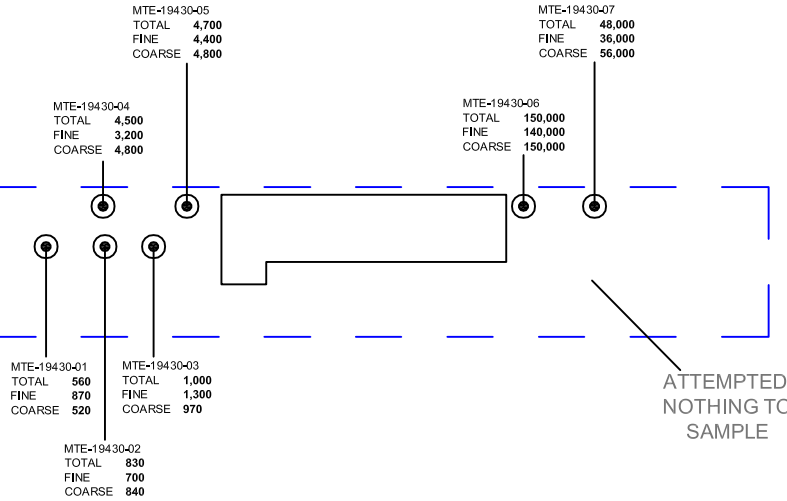 MTE-19430-05
TOTAL 4,700
FINE 4,400
COARSE 4,800
MTE-19430-07
TOTAL 48,000
FINE 36,000
COARSE 56,000
MTE-19430-04
TOTAL 4,500
FINE 3,200
COARSE 4,800
MTE-19430-06
TOTAL 150,000
FINE 140,000
COARSE 150,000
MTE-19430-01
TOTAL 560
FINE 870
COARSE 520
MTE-19430-03
TOTAL 1,000
FINE 1,300
COARSE 970
MTE-19430-02
TOTAL 830
FINE 700
COARSE 840
ATTEMPTED
NOTHING TO
SAMPLE